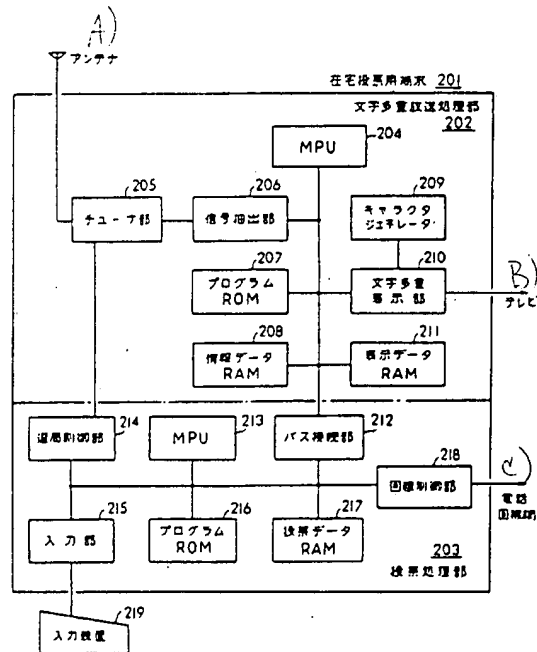 A)
アンテナ
在宅投票用端末 201
文字多重放送処理部
202
204
MPU
205
チューナ部
206
信号抽出部
209
キャラクタ
ジェネレータ
207
プログラム
ROM
210
文字多重
表示部
B)
テレビ
208
情報データ
RAM
211
表示データ
RAM
214
選局制御部
213
MPU
212
バス接続部
218
回線制御部
C)
電話
回線網
215
入力部
216
プログラム
ROM
217
投票データ
RAM
203
投票処理部
219
入力装置